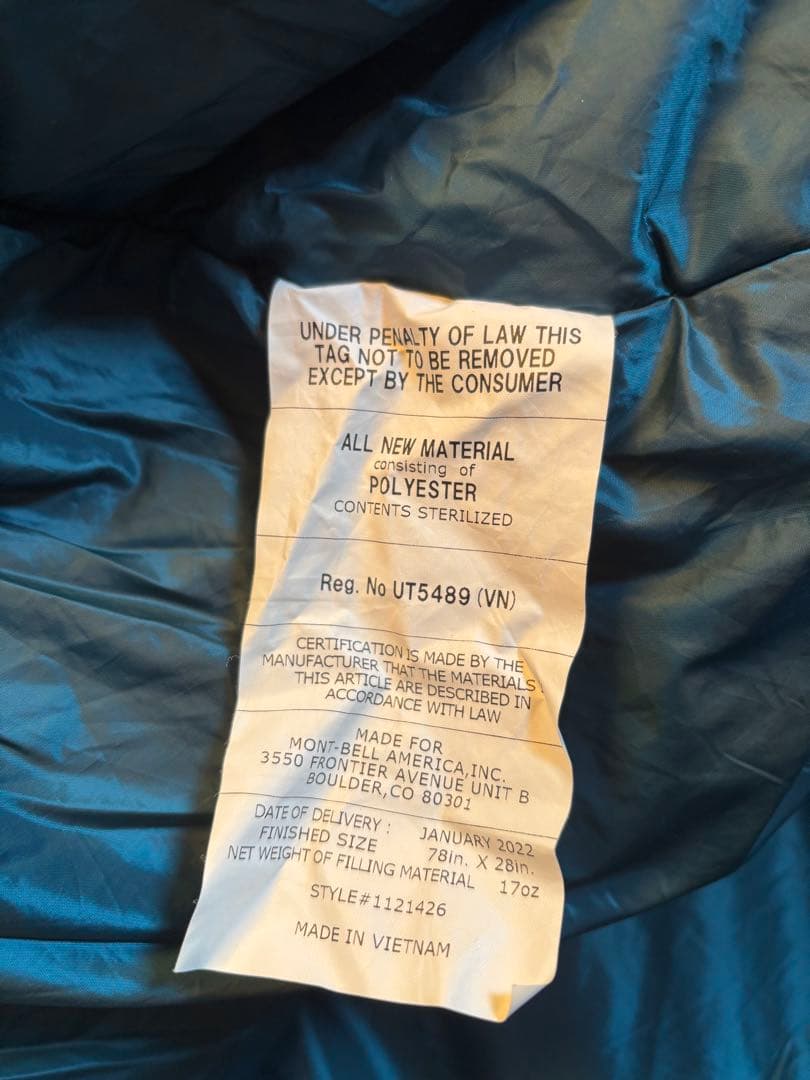 UNDER PENALTY OF LAW THIS
TAG NOT TO BE REMOVED
EXCEPT BY THE CONSUMER
ALL NEW MATERIAL
consisting of
POLYESTER
CONTENTS STERILIZED
Reg. No UT5489 (VN)
CERTIFICATION IS MADE BY THE
MANUFACTURER THAT THE MATERIALS
THIS ARTICLE ARE DESCRIBED IN
ACCORDANCE WITH LAW
MADE FOR
MONT-BELL AMERICA,INC.
3550 FRONTIER AVENUE UNIT B
BOULDER,CO 80301
DATE OF DELIVERY : JANUARY 2022
FINISHED SIZE 78in. X 28in.
NET WEIGHT OF FILLING MATERIAL 17oz
STYLE#1121426
MADE IN VIETNAM